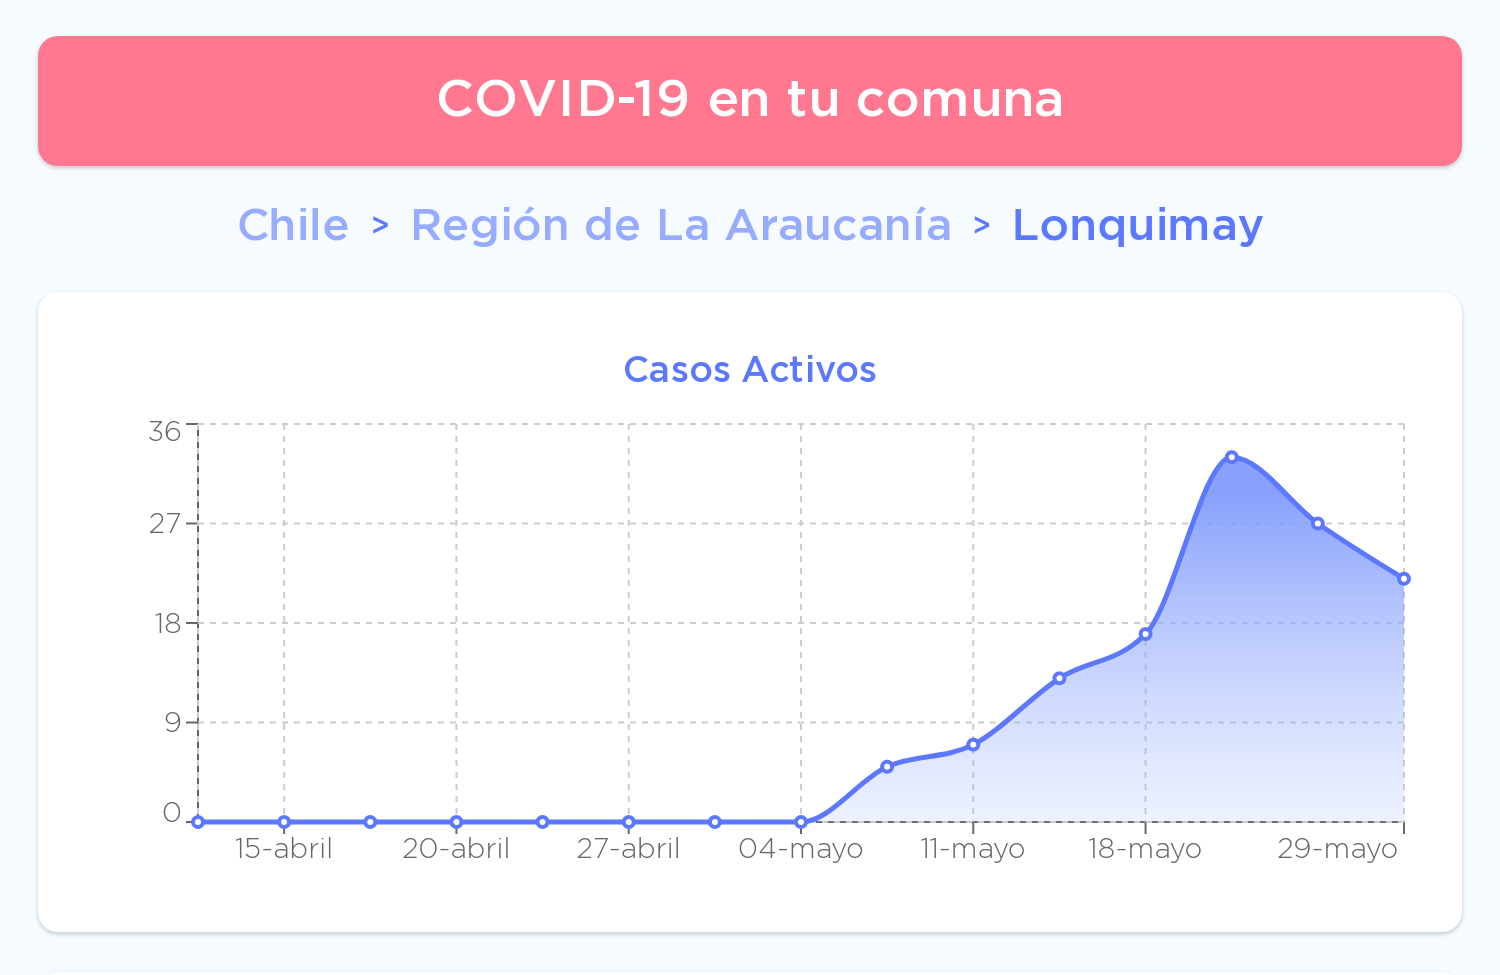 COVID-19 en tu comuna
Chile > Región de La Araucanía > Lonquimay
Casos Activos
36
27
18
9
0
15-abril 20-abril 27-abril 04-mayo 11-mayo 18-mayo 29-mayo